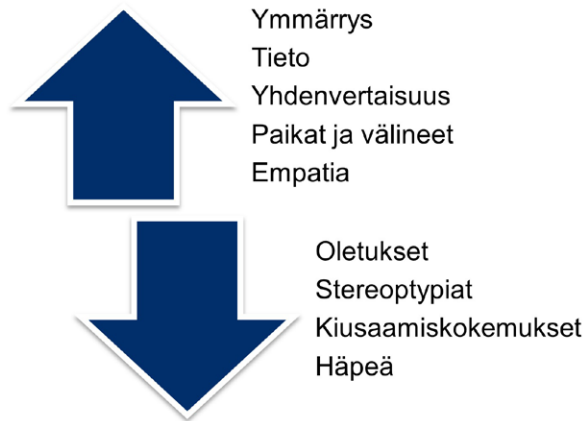 Ymmärrys
Tieto
Yhdenvertaisuus
Paikat ja välineet
Empatia
Oletukset
Stereoptypiat
Kiusaamiskokemukset
Häpeä